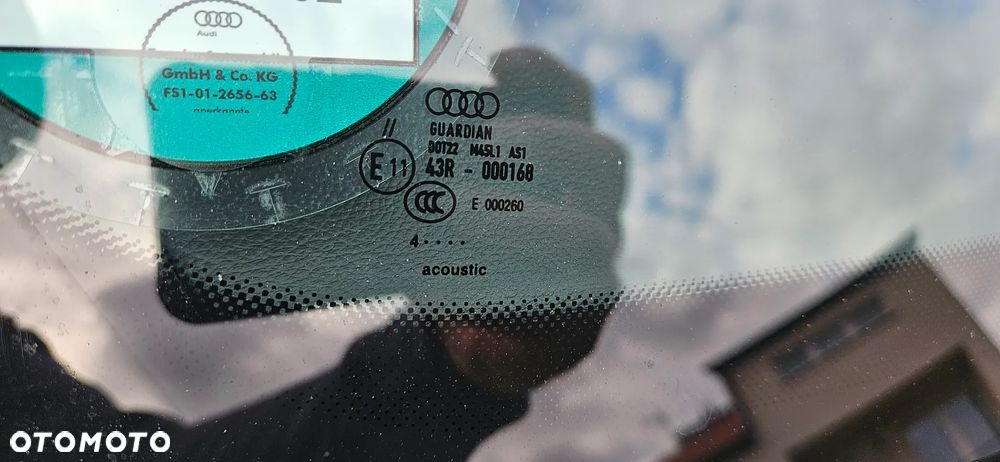 Audi
GmbH & Co. KG
FS1-01-2656-63
anerkannte
GUARDIAN
DOT22 M45L1 AS1
E 11 43R - 000168
CCC E 000260
4····
acoustic
OTOMOTO